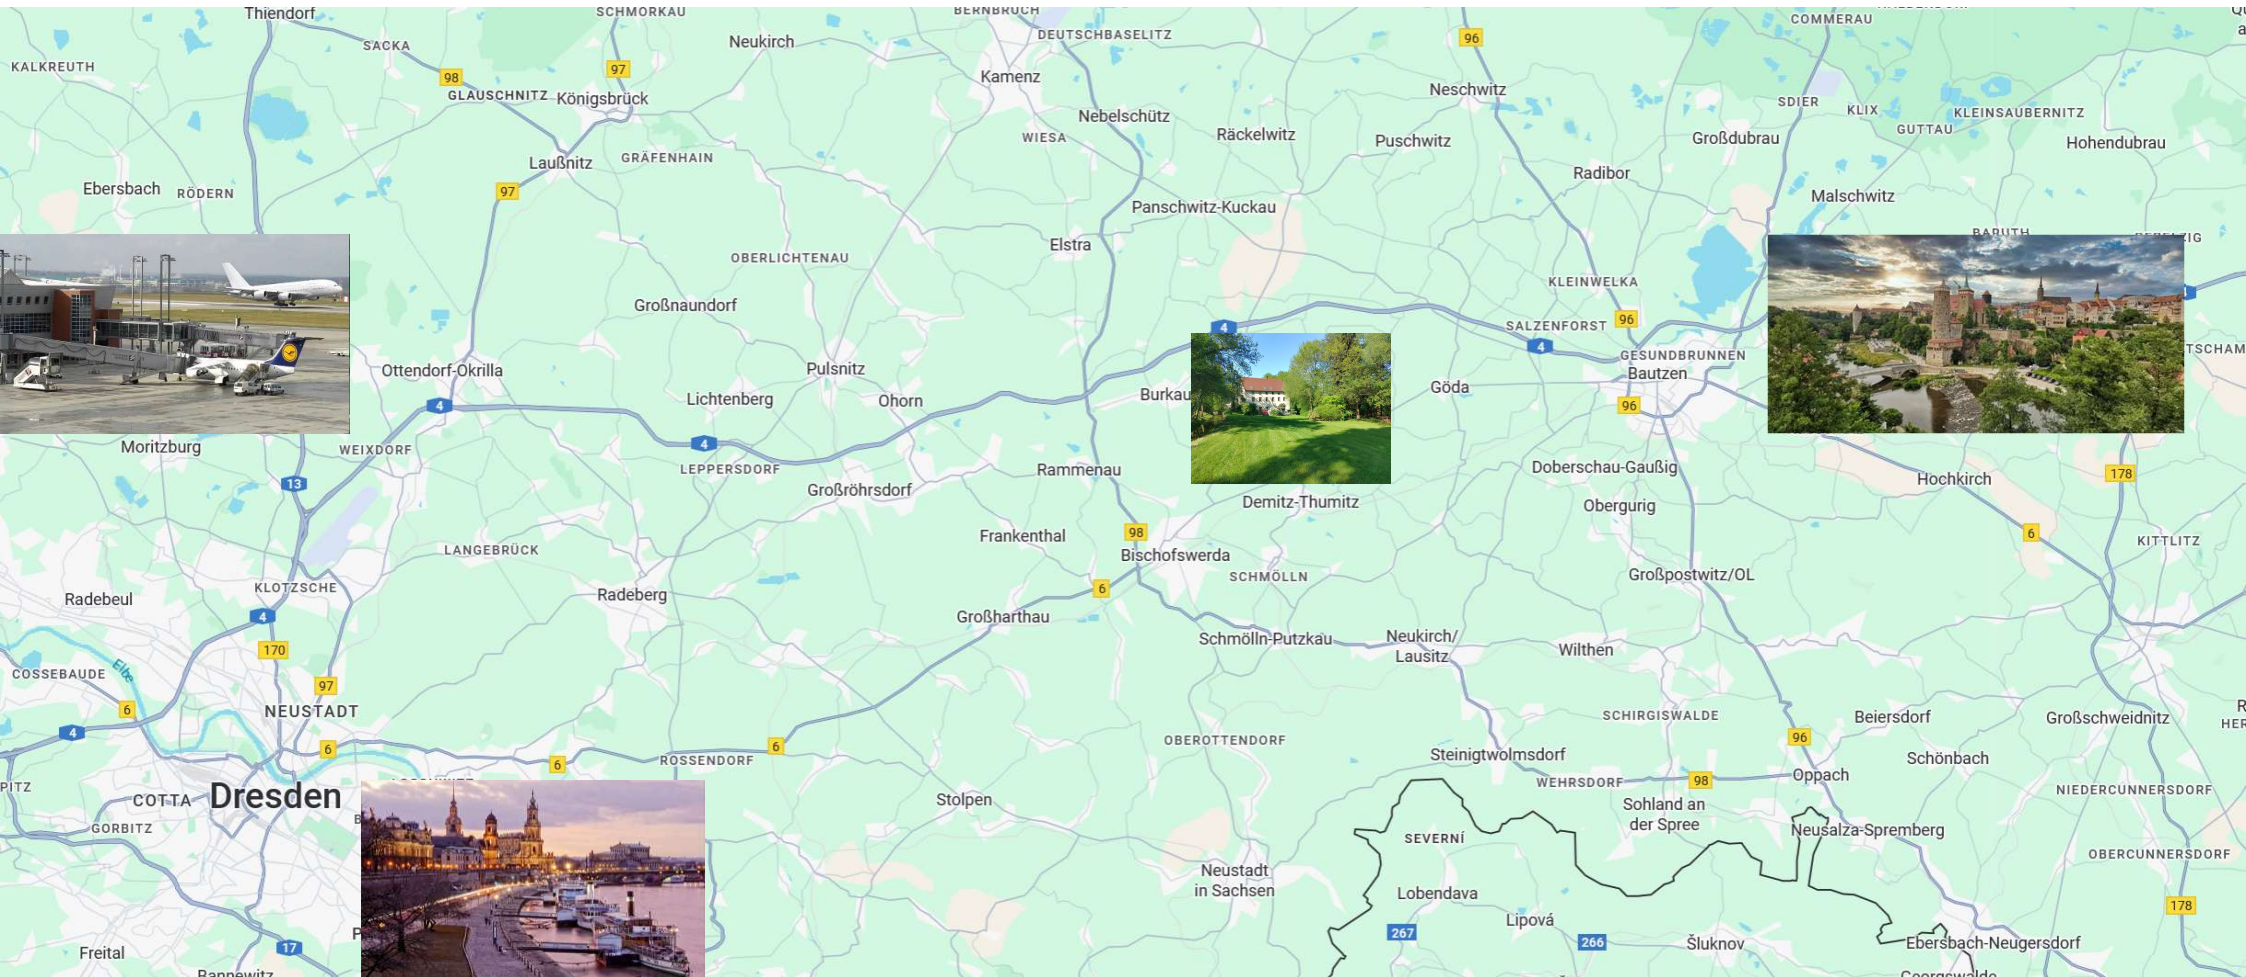 Thiendorf
SCHMORKAU
BERNBRUCH
COMMERAU
SACKA
Neukirch
DEUTSCHBASELITZ
96
KALKREUTH
98
97
Kamenz
Neschwitz
GLAUSCHNITZ
Königsbrück
Nebelschütz
SDIER
KLIX
KLEINSAUBERNITZ
WIESA
Räckelwitz
Puschwitz
Großdubrau
GUTTAU
Hohendubrau
Laußnitz
GRÄFENHAIN
Radibor
Ebersbach
RÖDERN
97
Malschwitz
Panschwitz-Kuckau
Elstra
BARUTH
OBERLICHTENAU
KLEINWELKA
Großnaundorf
4
SALZENFORST
96
4
GESUNDBRUNNEN
Bautzen
Ottendorf-Okrilla
Pulsnitz
Göda
Lichtenberg
Ohorn
Burkau
4
96
Moritzburg
WEIXDORF
4
LEPPERSDORF
Rammenau
Doberschau-Gaußig
Hochkirch
178
13
Großröhrsdorf
Demitz-Thumitz
Obergurig
Frankenthal
98
6
KITTLITZ
LANGEBRÜCK
Bischofswerda
KLOTZSCHE
SCHMÖLLN
Großpostwitz/OL
Radebeul
Radeberg
6
4
Großharthau
170
Schmölln-Putzkau
Neukirch/
Lausitz
Wilthen
COSSEBAUDE
Elbe
97
6
NEUSTADT
SCHIRGISWALDE
Beiersdorf
Großschweidnitz
4
6
6
6
ROSSENDORF
OBEROTTENDORF
96
Steinigtwolmsdorf
Schönbach
WEHRSDORF
98
Oppach
COTTA
Dresden
Stolpen
Sohland an
der Spree
NIEDERCUNNERSDORF
GORBITZ
SEVERNÍ
Neusalza-Spremberg
OBERCUNNERSDORF
Neustadt
in Sachsen
Lobendava
Lipová
178
Freital
17
267
266
Šluknov
Ebersbach-Neugersdorf
Bannewitz
Georgswalde